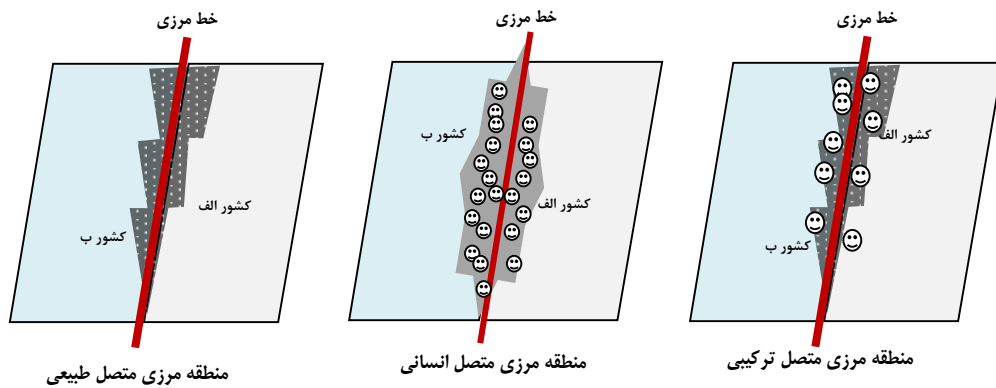 خط مرزی
کشور الف
کشور ب
منطقه مرزی متصل ترکیبی
خط مرزی
کشور ب
کشور الف
منطقه مرزی متصل انسانی
خط مرزی
کشور الف
کشور ب
منطقه مرزی متصل طبیعی